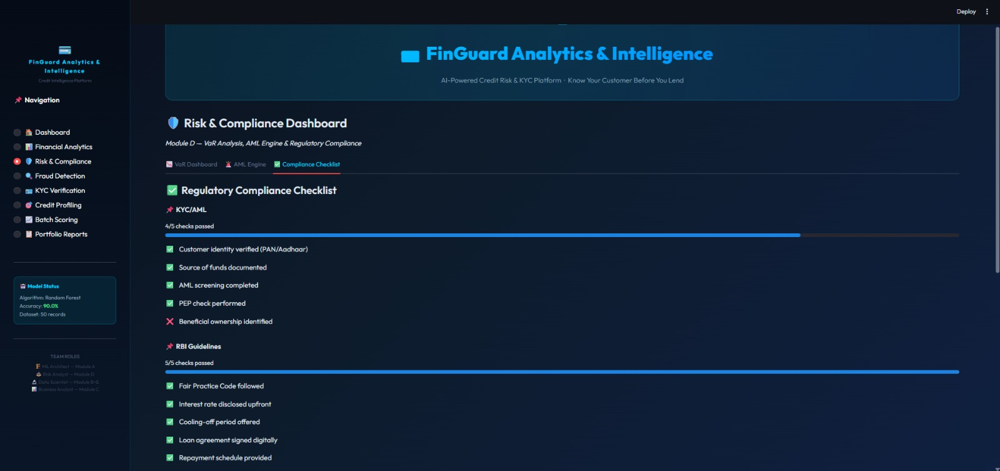 Deploy
FinGuard Analytics &
Intelligence
Credit Intelligence Platform
Navigation
Dashboard
Financial Analytics
Risk & Compliance
Fraud Detection
KYC Verification
Credit Profiling
Batch Scoring
Portfolio Reports
Model Status
Algorithm: Random Forest
Accuracy: 90.0%
Dataset: 50 records
TEAM ROLES
ML Architect — Module A
Risk Analyst — Module D
Data Scientist — Module B+E
Business Analyst — Module C
FinGuard Analytics & Intelligence
AI-Powered Credit Risk & KYC Platform · Know Your Customer Before You Lend
Risk & Compliance Dashboard
Module D — VaR Analysis, AML Engine & Regulatory Compliance
VaR Dashboard
AML Engine
Compliance Checklist
Regulatory Compliance Checklist
KYC/AML
4/5 checks passed
Customer identity verified (PAN/Aadhaar)
Source of funds documented
AML screening completed
PEP check performed
Beneficial ownership identified
RBI Guidelines
5/5 checks passed
Fair Practice Code followed
Interest rate disclosed upfront
Cooling-off period offered
Loan agreement signed digitally
Repayment schedule provided